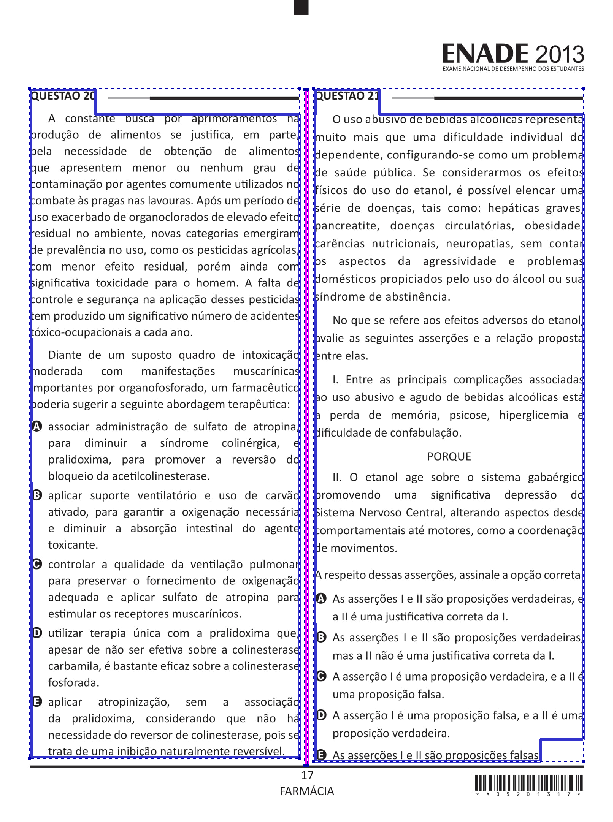 ENADE 2013
EXAME NACIONAL DE DESEMPENHO DOS ESTUDANTES
QUESTÃO 20
A constante busca por aprimoramentos na
produção de alimentos se justifica, em parte,
pela necessidade de obtenção de alimentos
que apresentem menor ou nenhum grau de
contaminação por agentes comumente utilizados no
combate às pragas nas lavouras. Após um período de
uso exacerbado de organoclorados de elevado efeito
residual no ambiente, novas categorias emergiram
de prevalência no uso, como os pesticidas agrícolas,
com menor efeito residual, porém ainda com
significativa toxicidade para o homem. A falta de
controle e segurança na aplicação desses pesticidas
tem produzido um significativo número de acidentes
tóxico-ocupacionais a cada ano.
Diante de um suposto quadro de intoxicação
moderada com manifestações muscarínicas
importantes por organofosforado, um farmacêutico
poderia sugerir a seguinte abordagem terapêutica:
A associar administração de sulfato de atropina,
para diminuir a síndrome colinérgica, e
pralidoxima, para promover a reversão do
bloqueio da acetilcolinesterase.
B aplicar suporte ventilatório e uso de carvão
ativado, para garantir a oxigenação necessária
e diminuir a absorção intestinal do agente
toxicante.
C controlar a qualidade da ventilação pulmonar
para preservar o fornecimento de oxigenação
adequada e aplicar sulfato de atropina para
estimular os receptores muscarínicos.
D utilizar terapia única com a pralidoxima que,
apesar de não ser efetiva sobre a colinesterase
carbamila, é bastante eficaz sobre a colinesterase
fosforada.
E aplicar atropinização, sem a associação
da pralidoxima, considerando que não há
necessidade do reversor de colinesterase, pois se
trata de uma inibição naturalmente reversível.
QUESTÃO 21
O uso abusivo de bebidas alcoólicas representa
muito mais que uma dificuldade individual do
dependente, configurando-se como um problema
de saúde pública. Se considerarmos os efeitos
físicos do uso do etanol, é possível elencar uma
série de doenças, tais como: hepáticas graves,
pancreatite, doenças circulatórias, obesidade,
carências nutricionais, neuropatias, sem contar
os aspectos da agressividade e problemas
domésticos propiciados pelo uso do álcool ou sua
síndrome de abstinência.
No que se refere aos efeitos adversos do etanol,
avalie as seguintes asserções e a relação proposta
entre elas.
I. Entre as principais complicações associadas
ao uso abusivo e agudo de bebidas alcoólicas está
a perda de memória, psicose, hiperglicemia e
dificuldade de confabulação.
PORQUE
II. O etanol age sobre o sistema gabaérgico
promovendo uma significativa depressão do
Sistema Nervoso Central, alterando aspectos desde
comportamentais até motores, como a coordenação
de movimentos.
A respeito dessas asserções, assinale a opção correta.
A As asserções I e II são proposições verdadeiras, e
a II é uma justificativa correta da I.
B As asserções I e II são proposições verdadeiras,
mas a II não é uma justificativa correta da I.
C A asserção I é uma proposição verdadeira, e a II é
uma proposição falsa.
D A asserção I é uma proposição falsa, e a II é uma
proposição verdadeira.
E As asserções I e II são proposições falsas.
17
FARMÁCIA